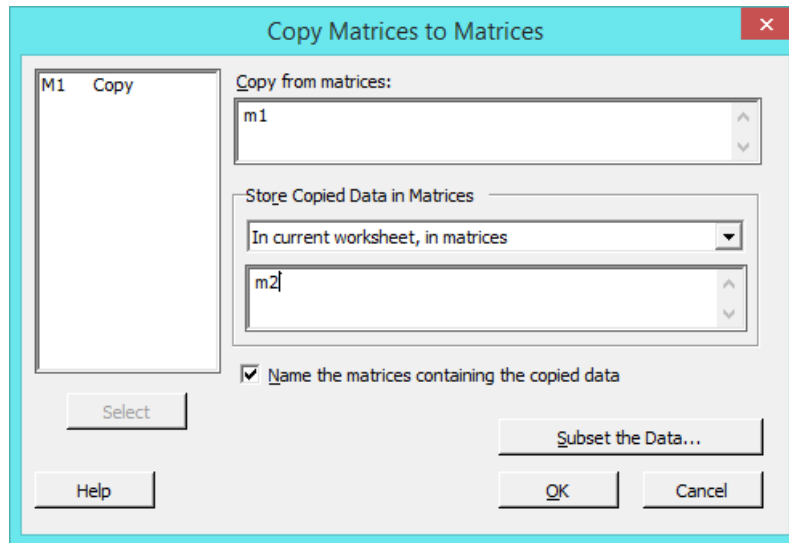 Copy Matrices to Matrices
M1 Copy
Copy from matrices:
m1
Store Copied Data in Matrices
In current worksheet, in matrices
m2
Name the matrices containing the copied data
Select
Subset the Data...
Help
OK
Cancel